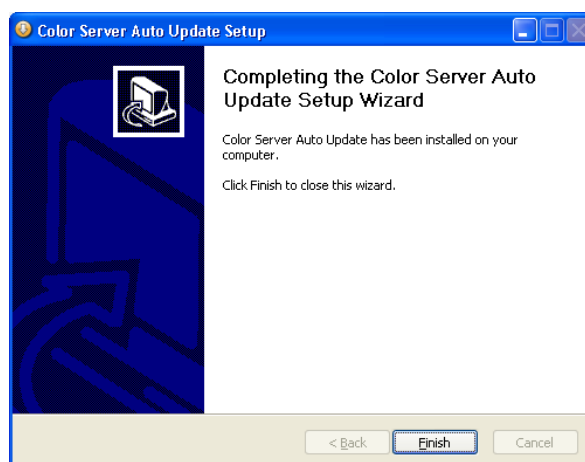 Color Server Auto Update Setup
Completing the Color Server Auto
Update Setup Wizard
Color Server Auto Update has been installed on your
computer.
Click Finish to close this wizard.
< Back
Finish
Cancel